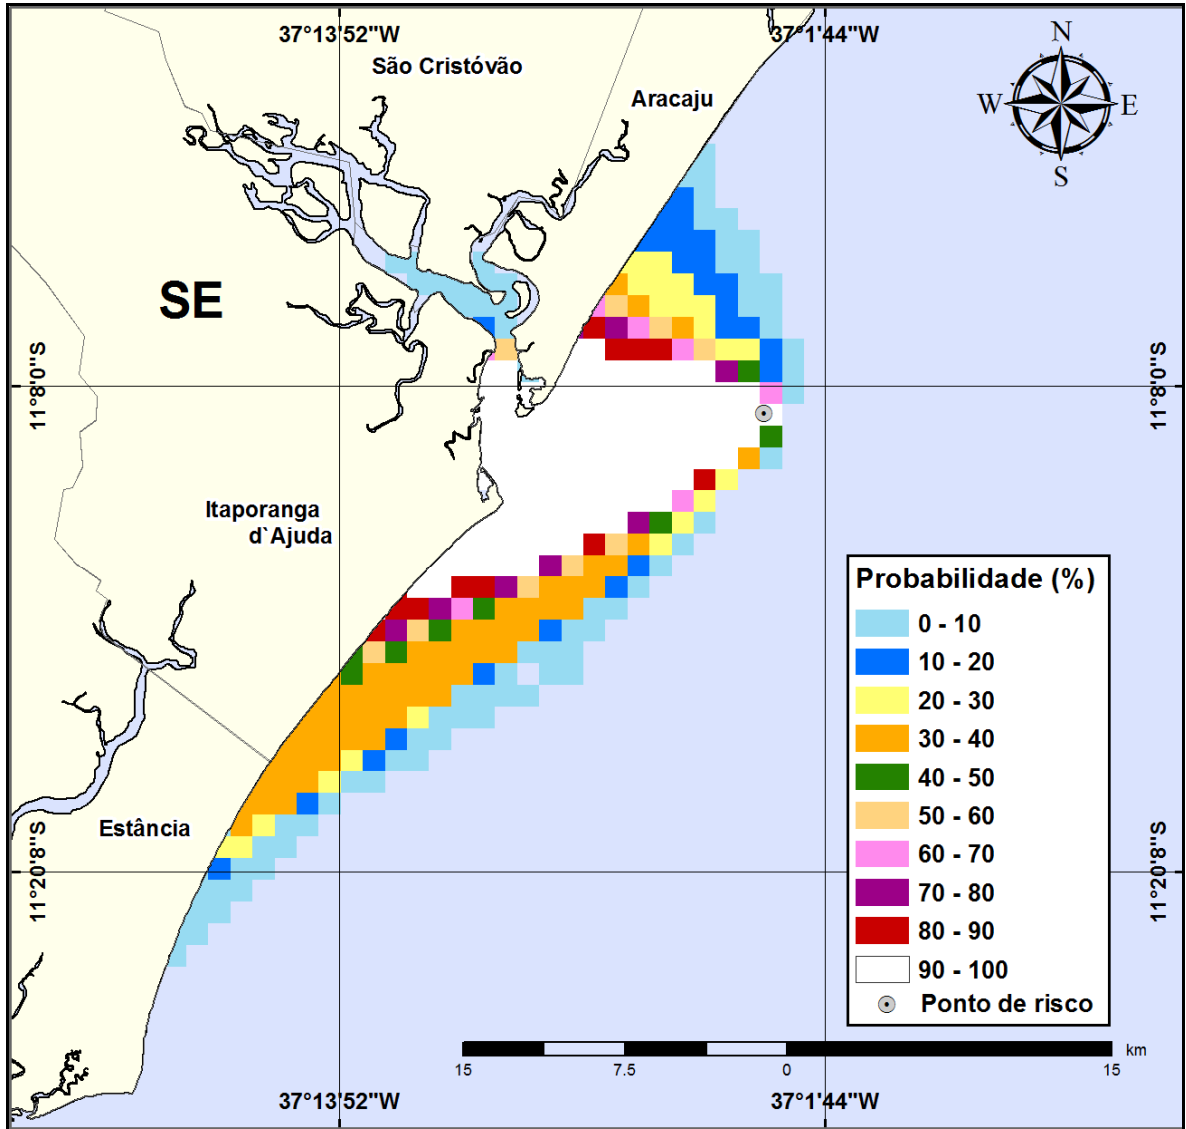 37°13'52"W
37°1'44"W
São Cristóvão
Aracaju
N
W
E
S
SE
11°8'0"S
11°8'0"S
Itaporanga
d`Ajuda
Probabilidade (%)
0 - 10
10 - 20
20 - 30
30 - 40
40 - 50
50 - 60
60 - 70
70 - 80
80 - 90
90 - 100
Ponto de risco
Estância
11°20'8"S
11°20'8"S
km
15
7.5
0
15
37°13'52"W
37°1'44"W